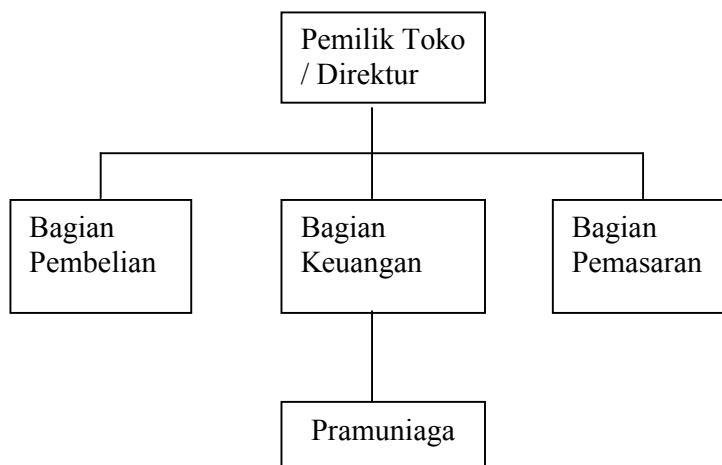 Pemilik Toko
/ Direktur
Bagian
Pembelian
Bagian
Keuangan
Bagian
Pemasaran
Pramuniaga